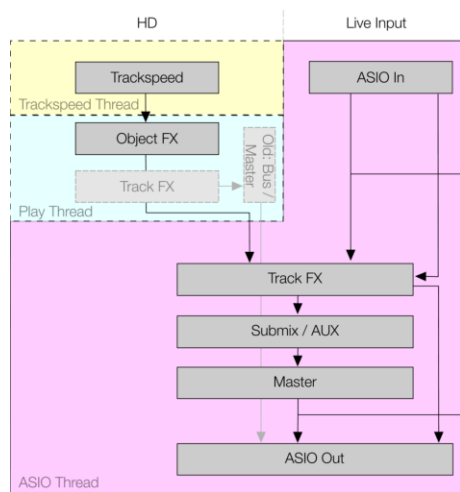 HD
Live Input
Trackspeed
ASIO In
Trackspeed Thread
Object FX
Old: Bus /
Master
Track FX
Play Thread
Track FX
Submix / AUX
Master
ASIO Out
ASIO Thread